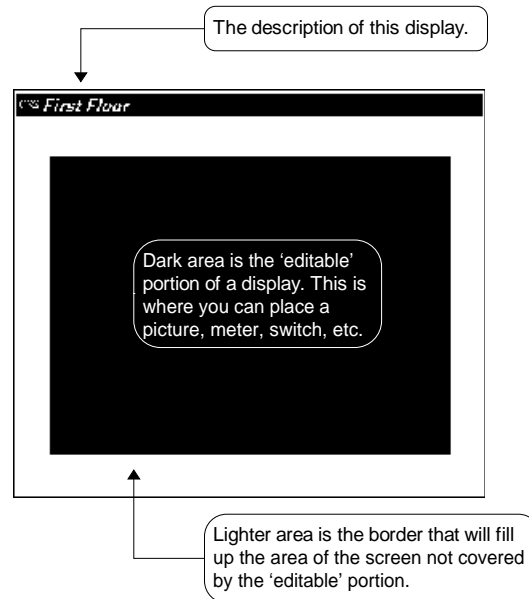 The description of this display.
First Floor
Dark area is the ‘editable’
portion of a display. This is
where you can place a
picture, meter, switch, etc.
Lighter area is the border that will fill
up the area of the screen not covered
by the ‘editable’ portion.